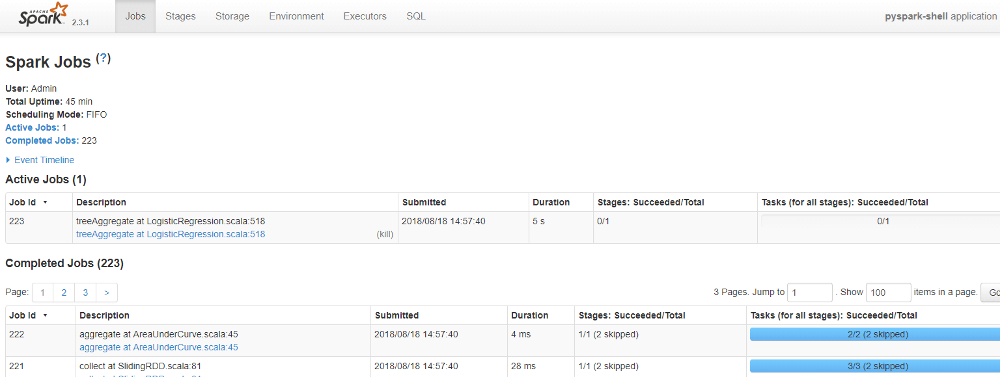 APACHE Spark 2.3.1 Jobs Stages Storage Environment Executors SQL pyspark-shell application
Spark Jobs (?)
User: Admin
Total Uptime: 45 min
Scheduling Mode: FIFO
Active Jobs: 1
Completed Jobs: 223
Event Timeline
Active Jobs (1)
Job Id Description Submitted Duration Stages: Succeeded/Total Tasks (for all stages): Succeeded/Total
223 treeAggregate at LogisticRegression.scala:518 2018/08/18 14:57:40 5 s 0/1 0/1
treeAggregate at LogisticRegression.scala:518 (kill)
Completed Jobs (223)
Page: 1 2 3 > 3 Pages. Jump to 1 . Show 100 items in a page. Go
Job Id Description Submitted Duration Stages: Succeeded/Total Tasks (for all stages): Succeeded/Total
222 aggregate at AreaUnderCurve.scala:45 2018/08/18 14:57:40 4 ms 1/1 (2 skipped) 2/2 (2 skipped)
aggregate at AreaUnderCurve.scala:45
221 collect at SlidingRDD.scala:81 2018/08/18 14:57:40 28 ms 1/1 (2 skipped) 3/3 (2 skipped)